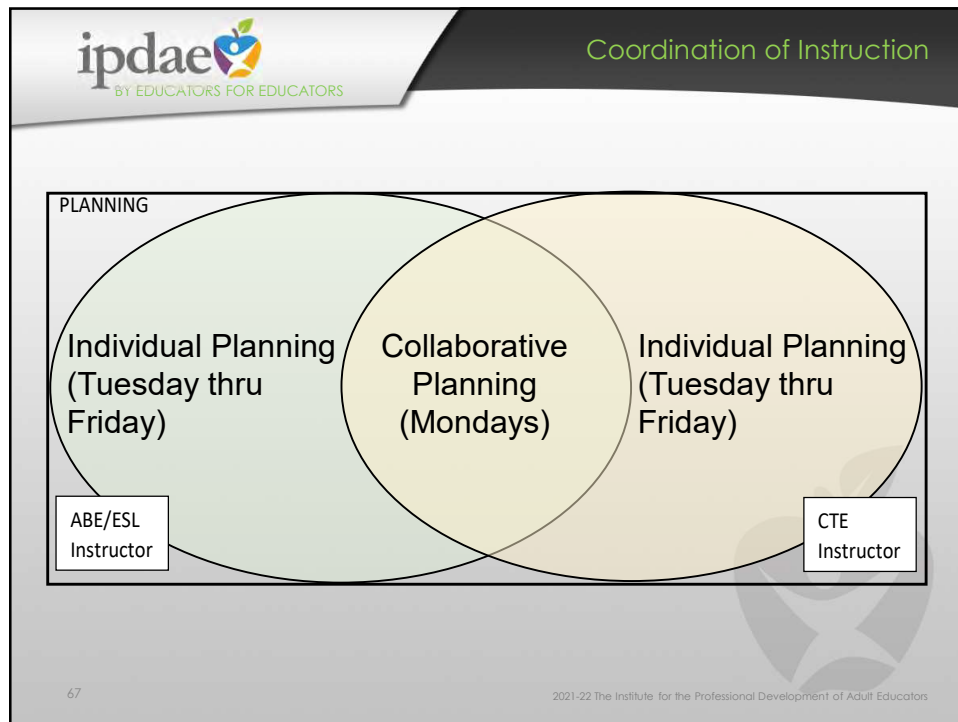 ipdae
BY EDUCATORS FOR EDUCATORS
Coordination of Instruction
PLANNING
Individual Planning
(Tuesday thru
Friday)
Collaborative
Planning
(Mondays)
Individual Planning
(Tuesday thru
Friday)
ABE/ESL
Instructor
CTE
Instructor
67
2021-22 The Institute for the Professional Development of Adult Educators